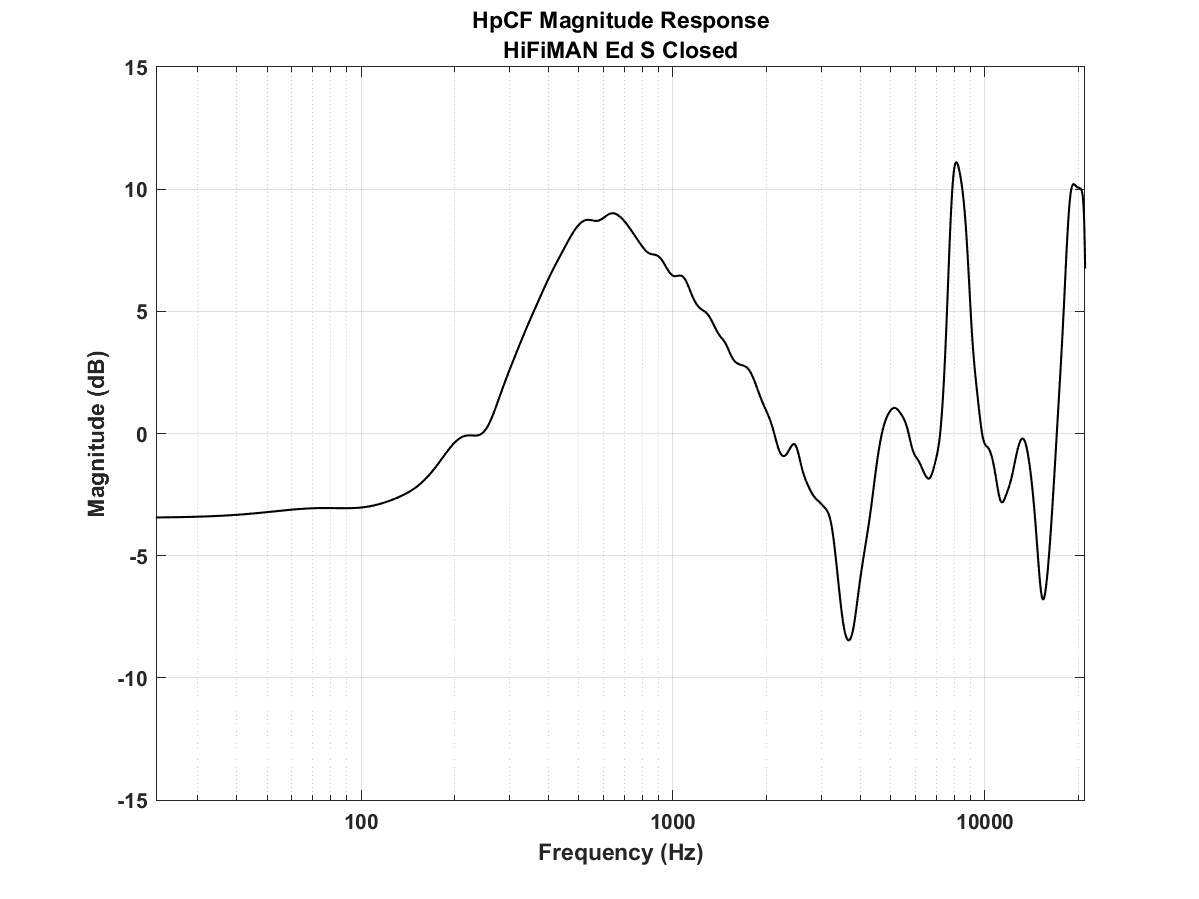 HpCF Magnitude Response
HiFiMAN Ed S Closed
15
10
5
0
-5
-10
-15
Magnitude (dB)
100
1000
10000
Frequency (Hz)